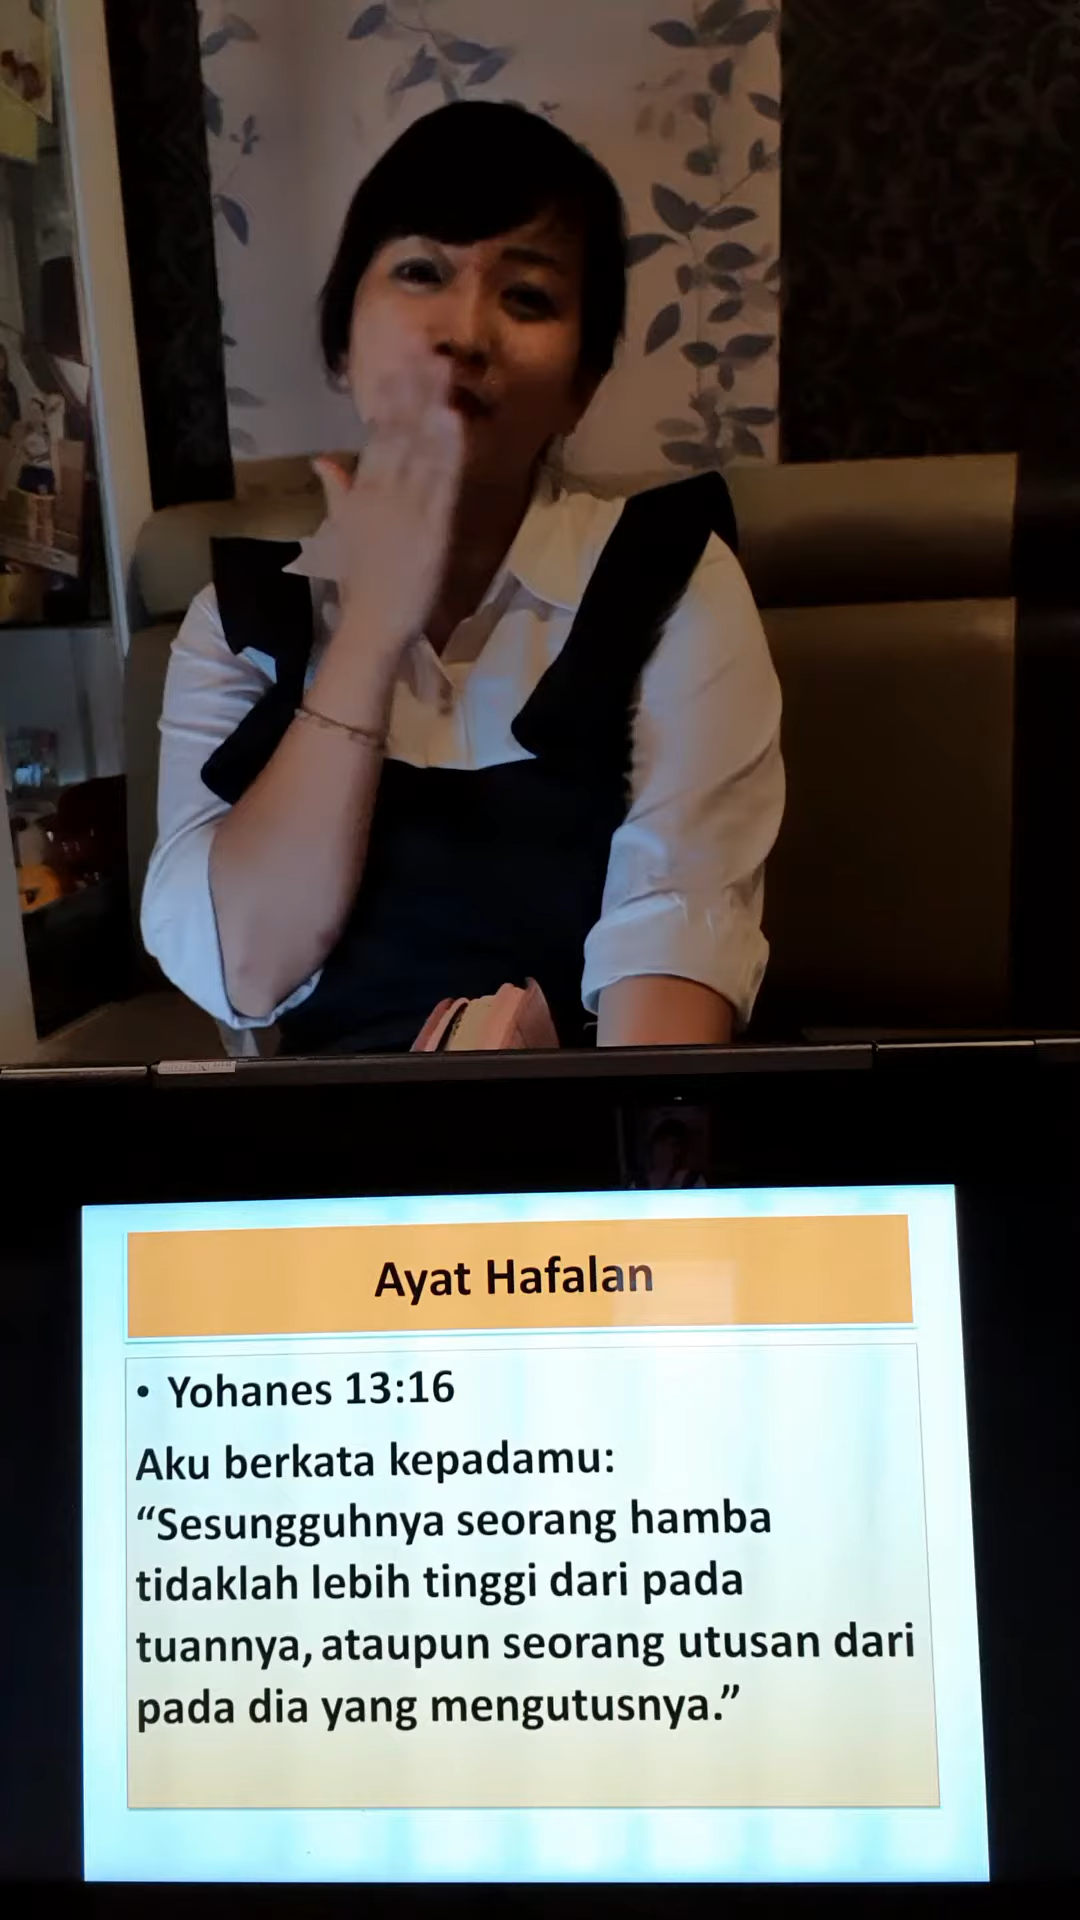 Ayat Hafalan
• Yohanes 13:16
Aku berkata kepadamu:
“Sesungguhnya seorang hamba
tidaklah lebih tinggi dari pada
tuannya, ataupun seorang utusan dari
pada dia yang mengutusnya.”